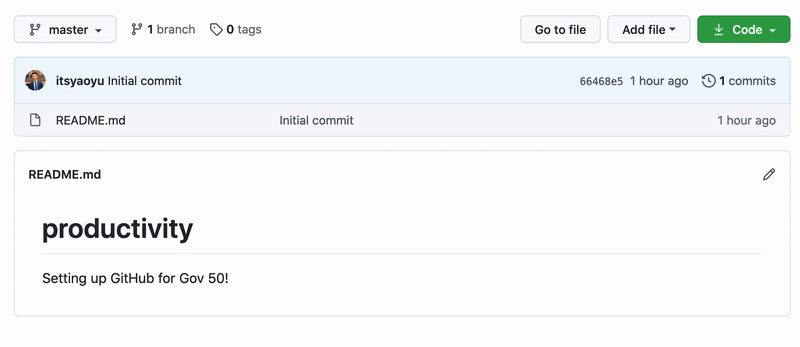 master 1 branch 0 tags Go to file Add file Code
itsyaoyu Initial commit 66468e5 1 hour ago 1 commits
README.md Initial commit 1 hour ago
README.md
productivity
Setting up GitHub for Gov 50!